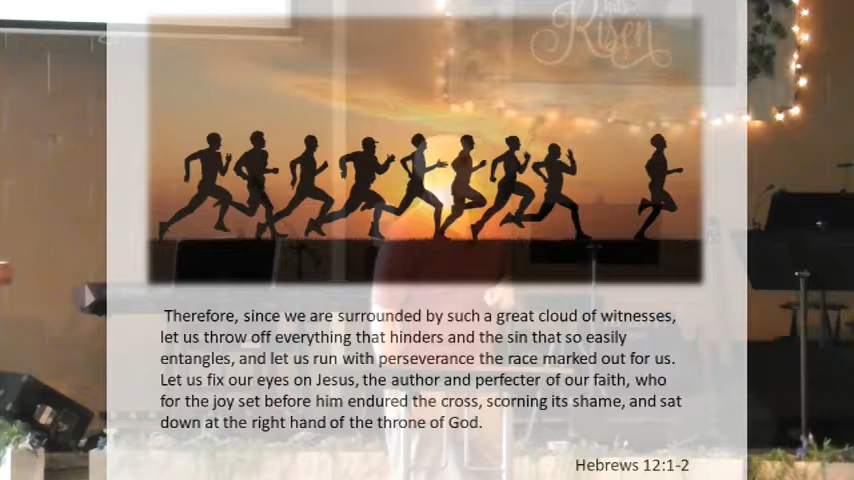 his
Risen
Therefore, since we are surrounded by such a great cloud of witnesses,
let us throw off everything that hinders and the sin that so easily
entangles, and let us run with perseverance the race marked out for us.
Let us fix our eyes on Jesus, the author and perfecter of our faith, who
for the joy set before him endured the cross, scorning its shame, and sat
down at the right hand of the throne of God.
Hebrews 12:1-2